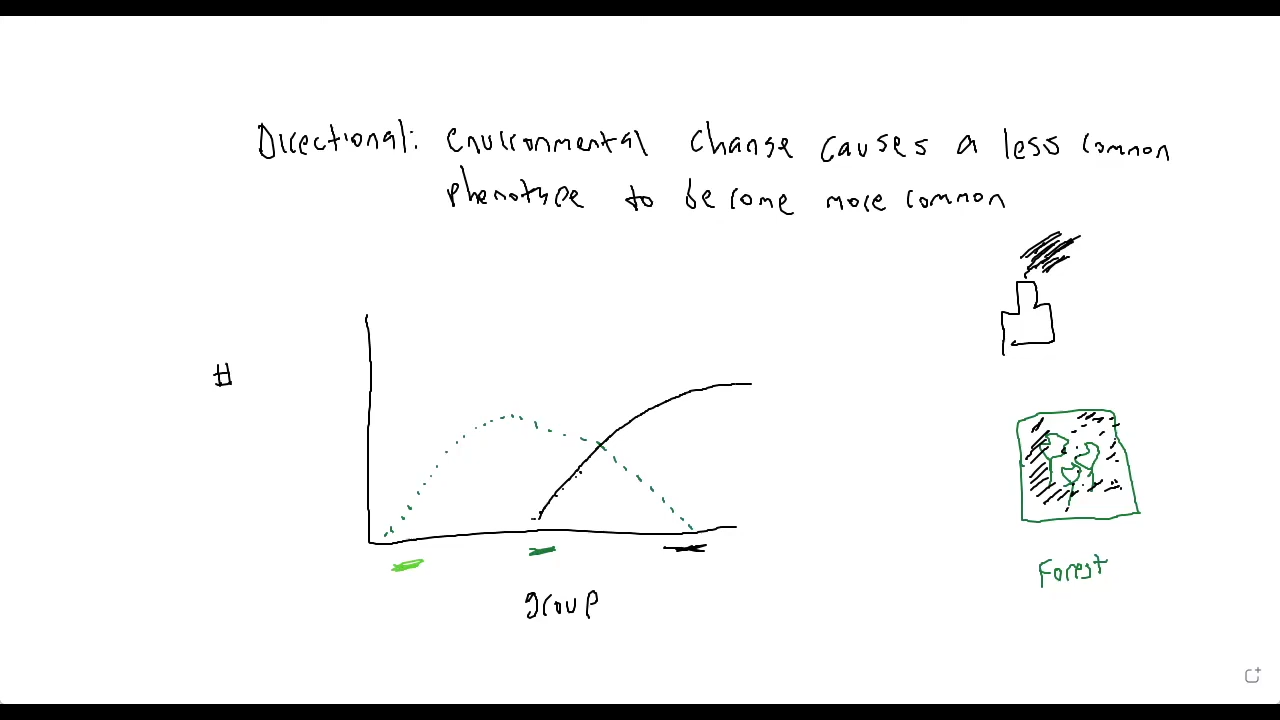 Directional: environmental change causes a less common
phenotype to become more common
#
group
Forest